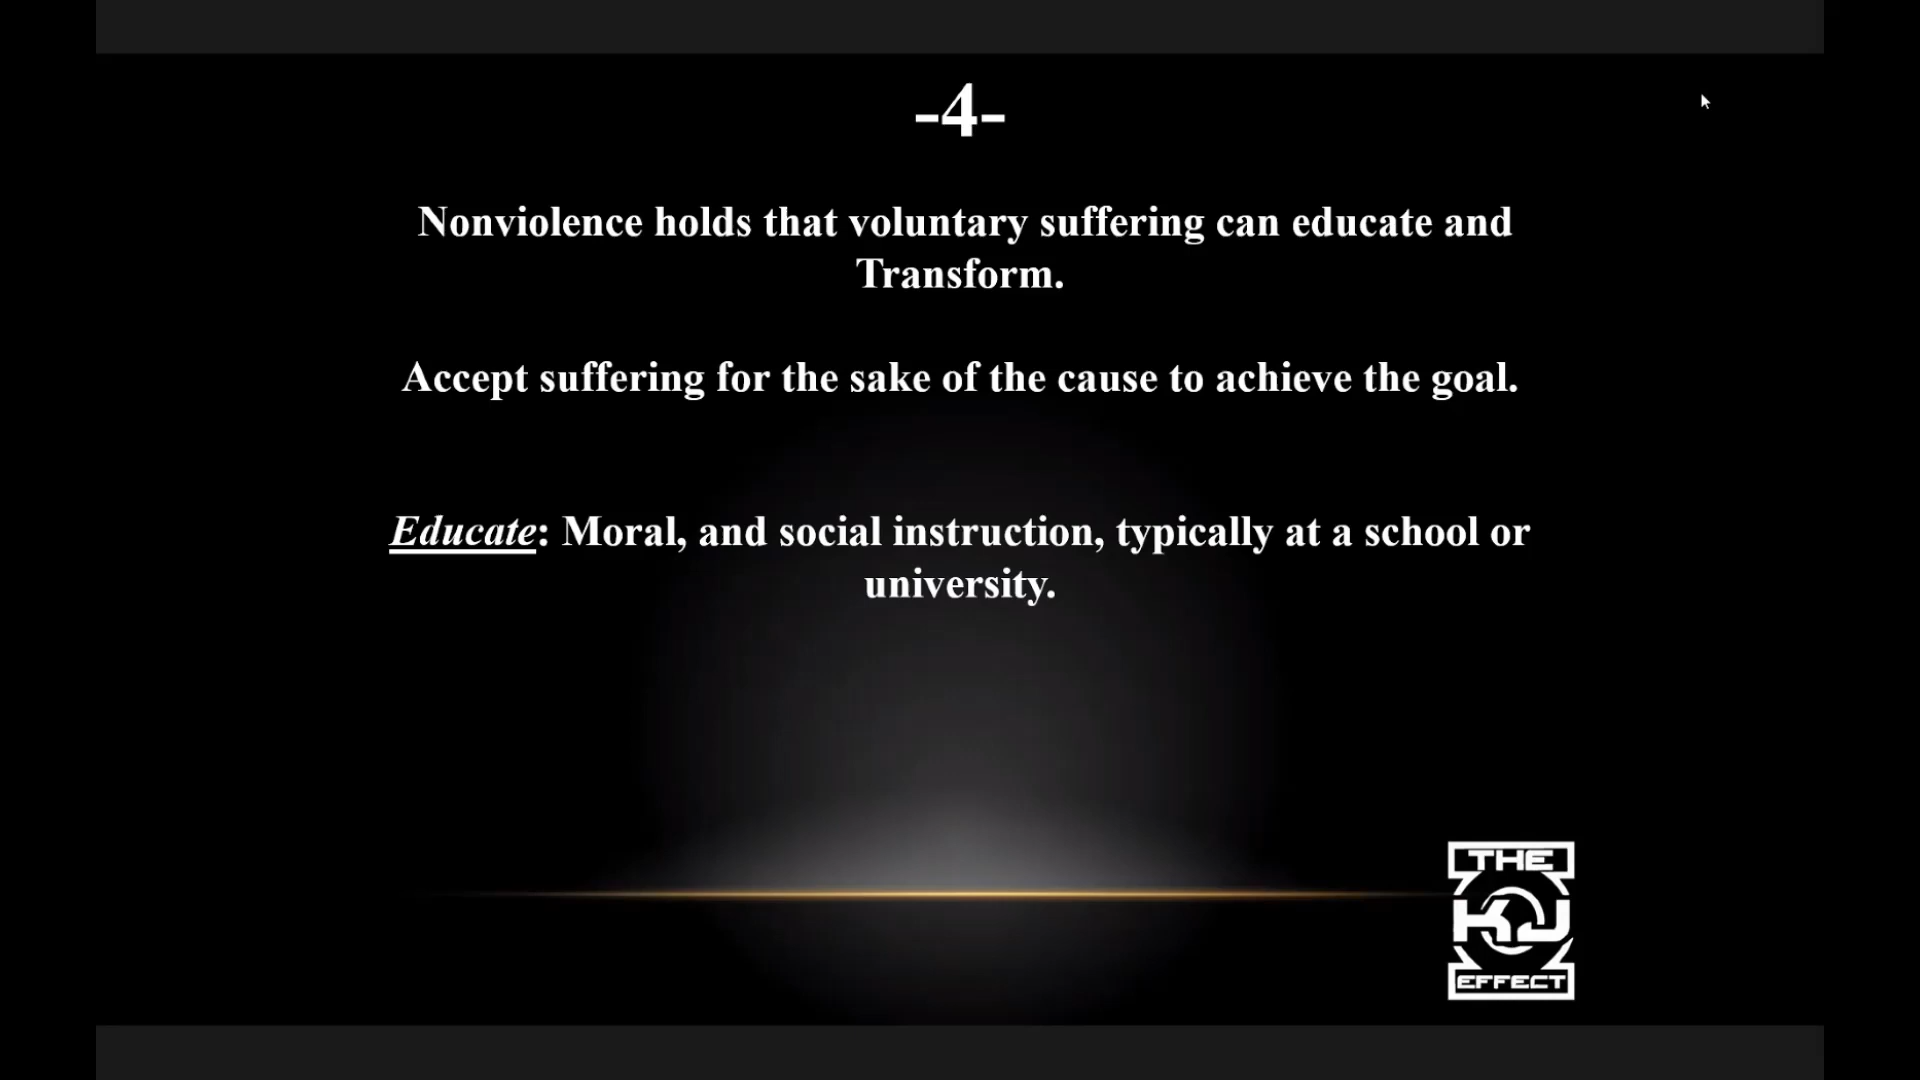 -4-
Nonviolence holds that voluntary suffering can educate and
Transform.
Accept suffering for the sake of the cause to achieve the goal.
Educate: Moral, and social instruction, typically at a school or
university.
THE
KJ
EFFECT